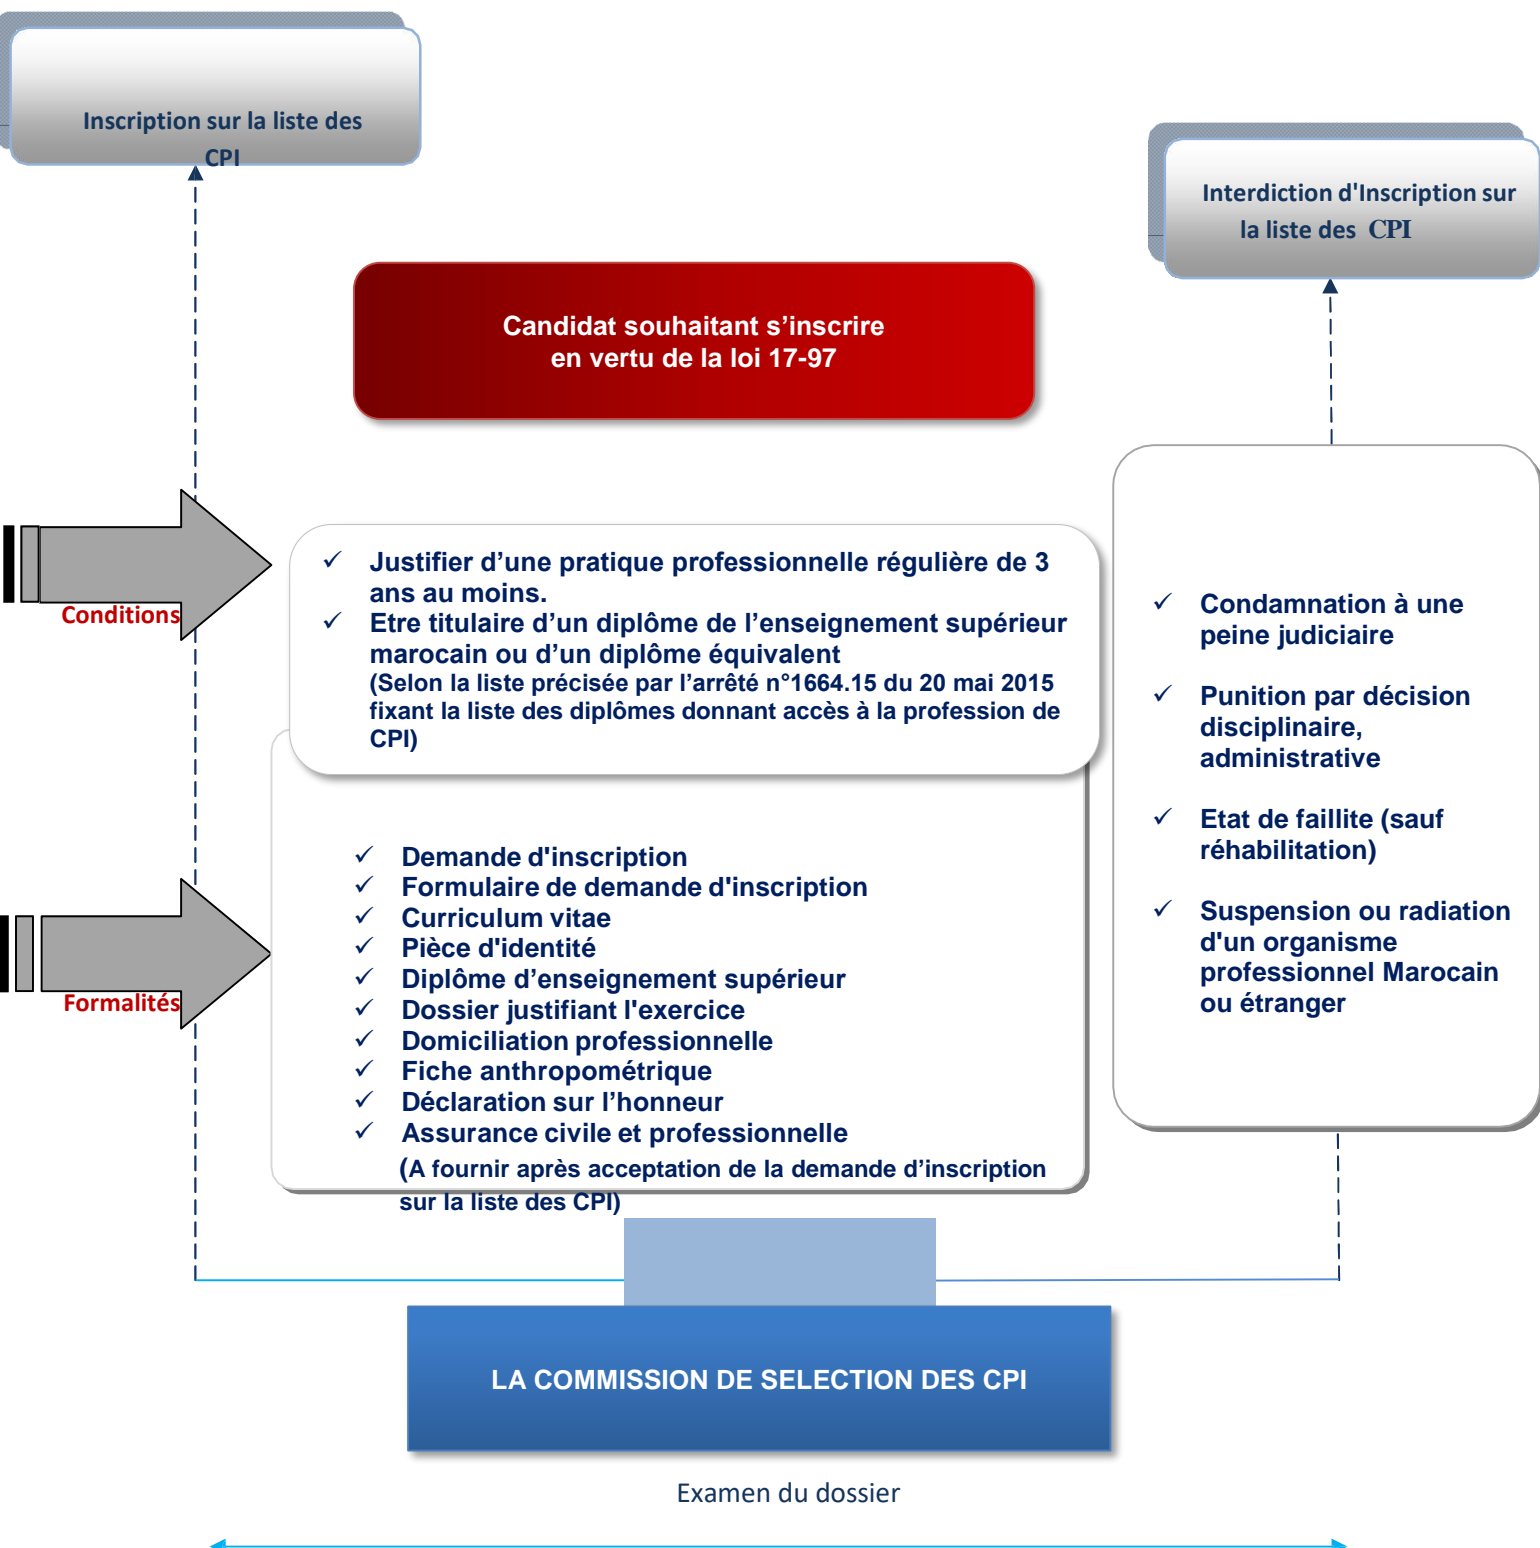 Inscription sur la liste des
CPI
Interdiction d'Inscription sur
la liste des CPI
Candidat souhaitant s’inscrire
en vertu de la loi 17-97
Conditions
✓ Justifier d’une pratique professionnelle régulière de 3
ans au moins.
✓ Etre titulaire d’un diplôme de l’enseignement supérieur
marocain ou d’un diplôme équivalent
(Selon la liste précisée par l’arrêté n°1664.15 du 20 mai 2015
fixant la liste des diplômes donnant accès à la profession de
CPI)
Formalités
✓ Demande d'inscription
✓ Formulaire de demande d'inscription
✓ Curriculum vitae
✓ Pièce d'identité
✓ Diplôme d’enseignement supérieur
✓ Dossier justifiant l'exercice
✓ Domiciliation professionnelle
✓ Fiche anthropométrique
✓ Déclaration sur l’honneur
✓ Assurance civile et professionnelle
(A fournir après acceptation de la demande d’inscription
sur la liste des CPI)
✓ Condamnation à une
peine judiciaire
✓ Punition par décision
disciplinaire,
administrative
✓ Etat de faillite (sauf
réhabilitation)
✓ Suspension ou radiation
d'un organisme
professionnel Marocain
ou étranger
LA COMMISSION DE SELECTION DES CPI
Examen du dossier